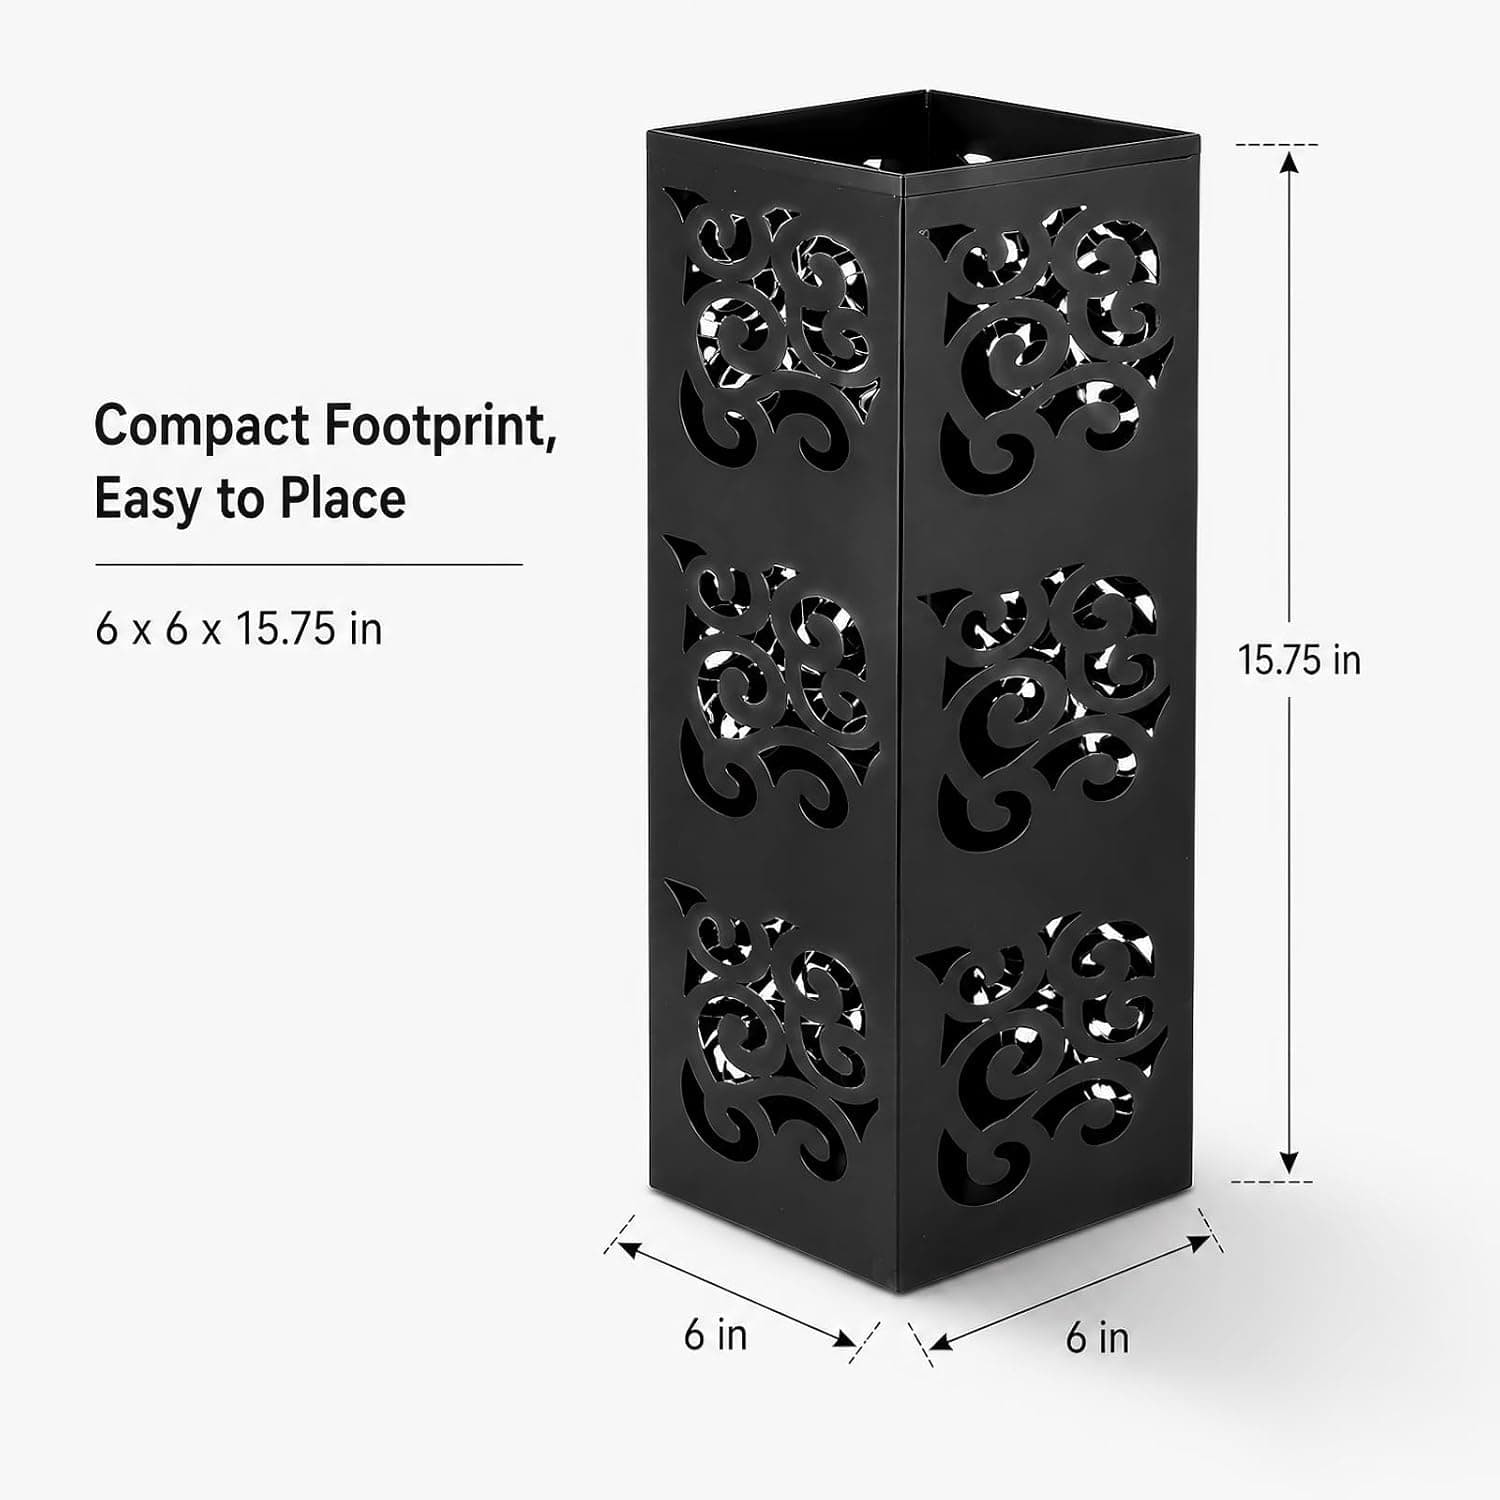 Compact Footprint,
Easy to Place
6 x 6 x 15.75 in
15.75 in
6 in
6 in